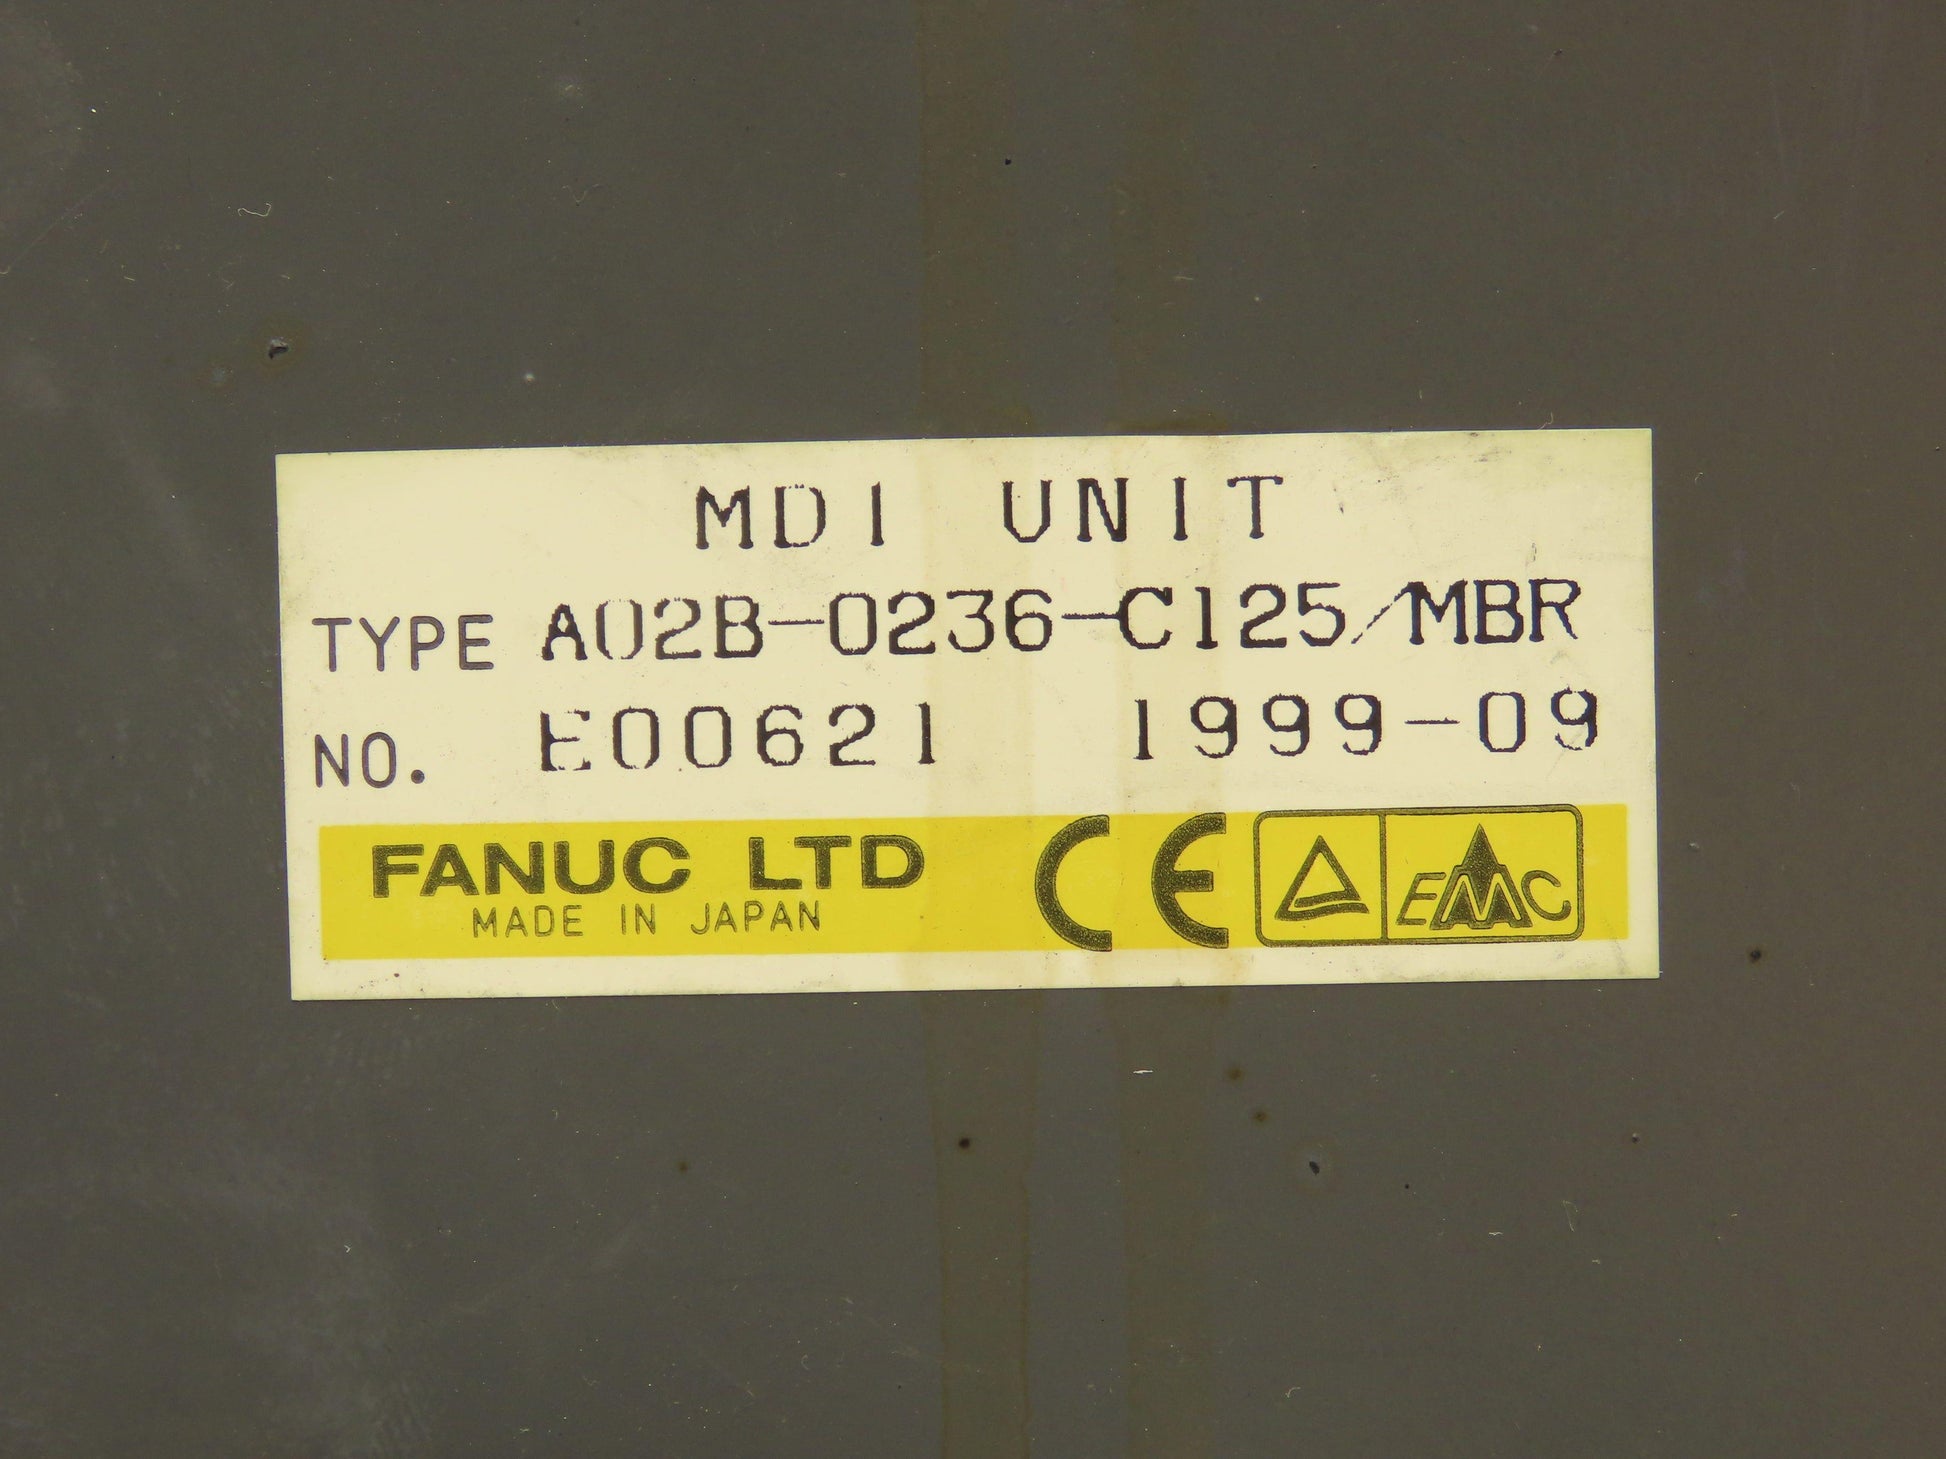 MDI UNIT
TYPE A02B-0236-C125/MBR
NO. E00621 1999-09
FANUC LTD CE EMC
MADE IN JAPAN